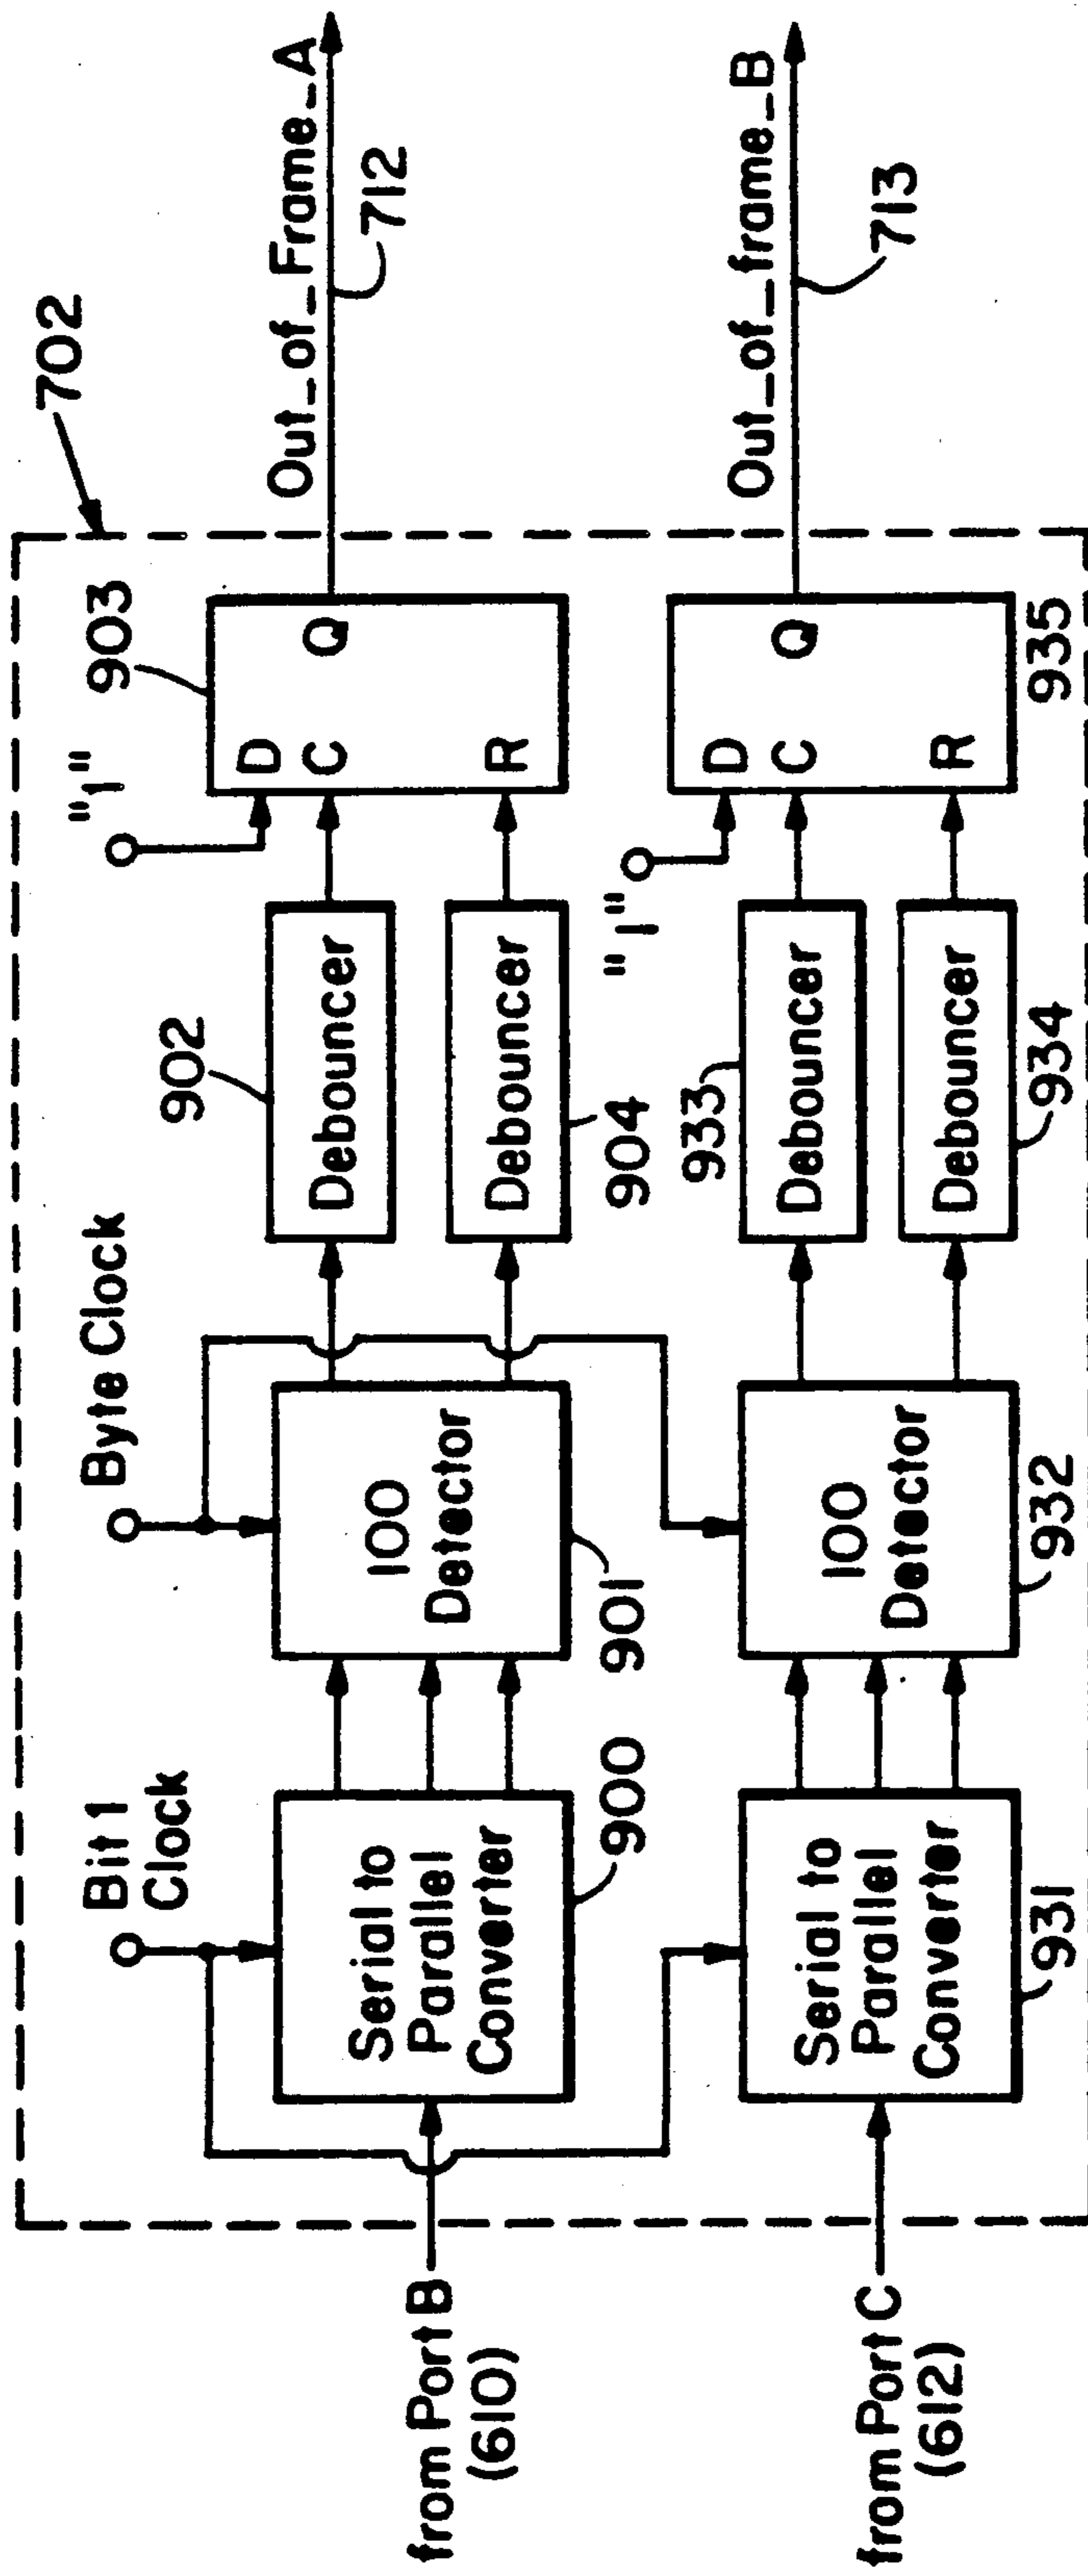 702
Bit 1
Clock
Byte Clock
"1"
903
Out_of_Frame_A
712
from Port B
(610)
Serial to
Parallel
Converter
900
100
Detector
901
902
Debouncer
Debouncer
904
D
C
Q
R
"1"
Out_of_frame_B
713
from Port C
(612)
Serial to
Parallel
Converter
931
100
Detector
932
933
Debouncer
Debouncer
934
D
C
Q
R
935